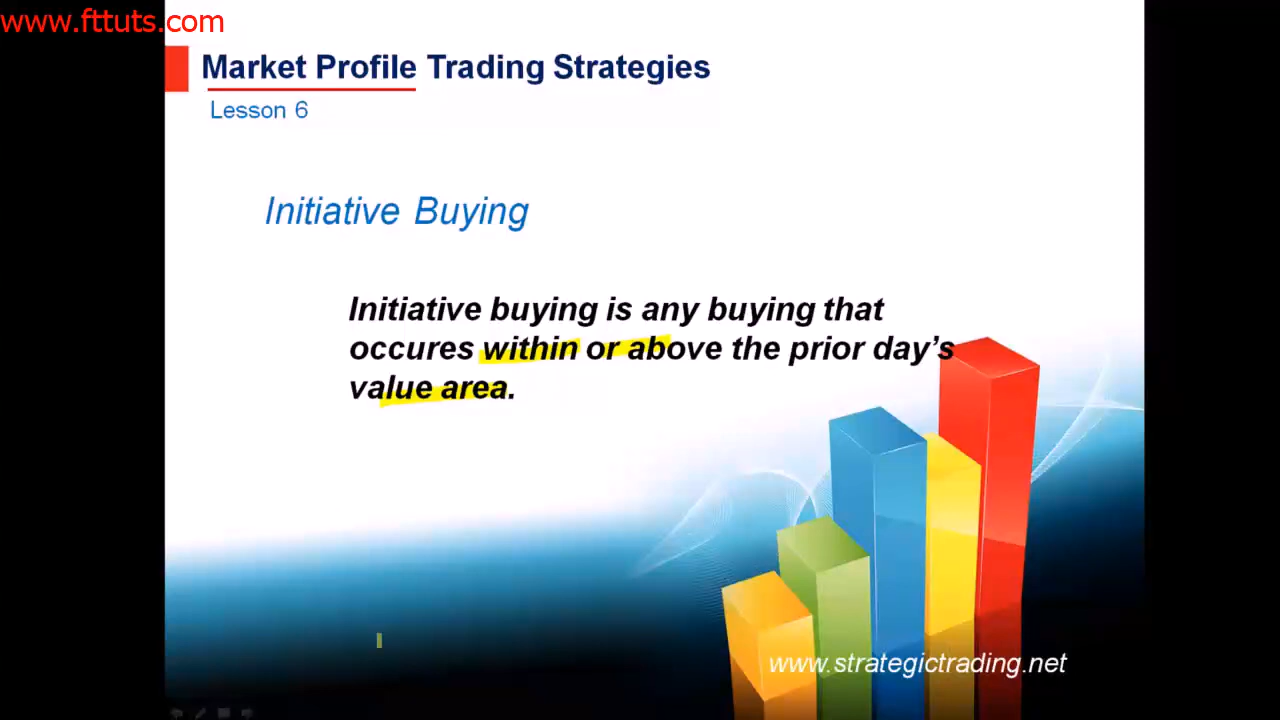 www.fttuts.com
Market Profile Trading Strategies
Lesson 6
Initiative Buying
Initiative buying is any buying that
occures within or above the prior day's
value area.
www.strategictrading.net